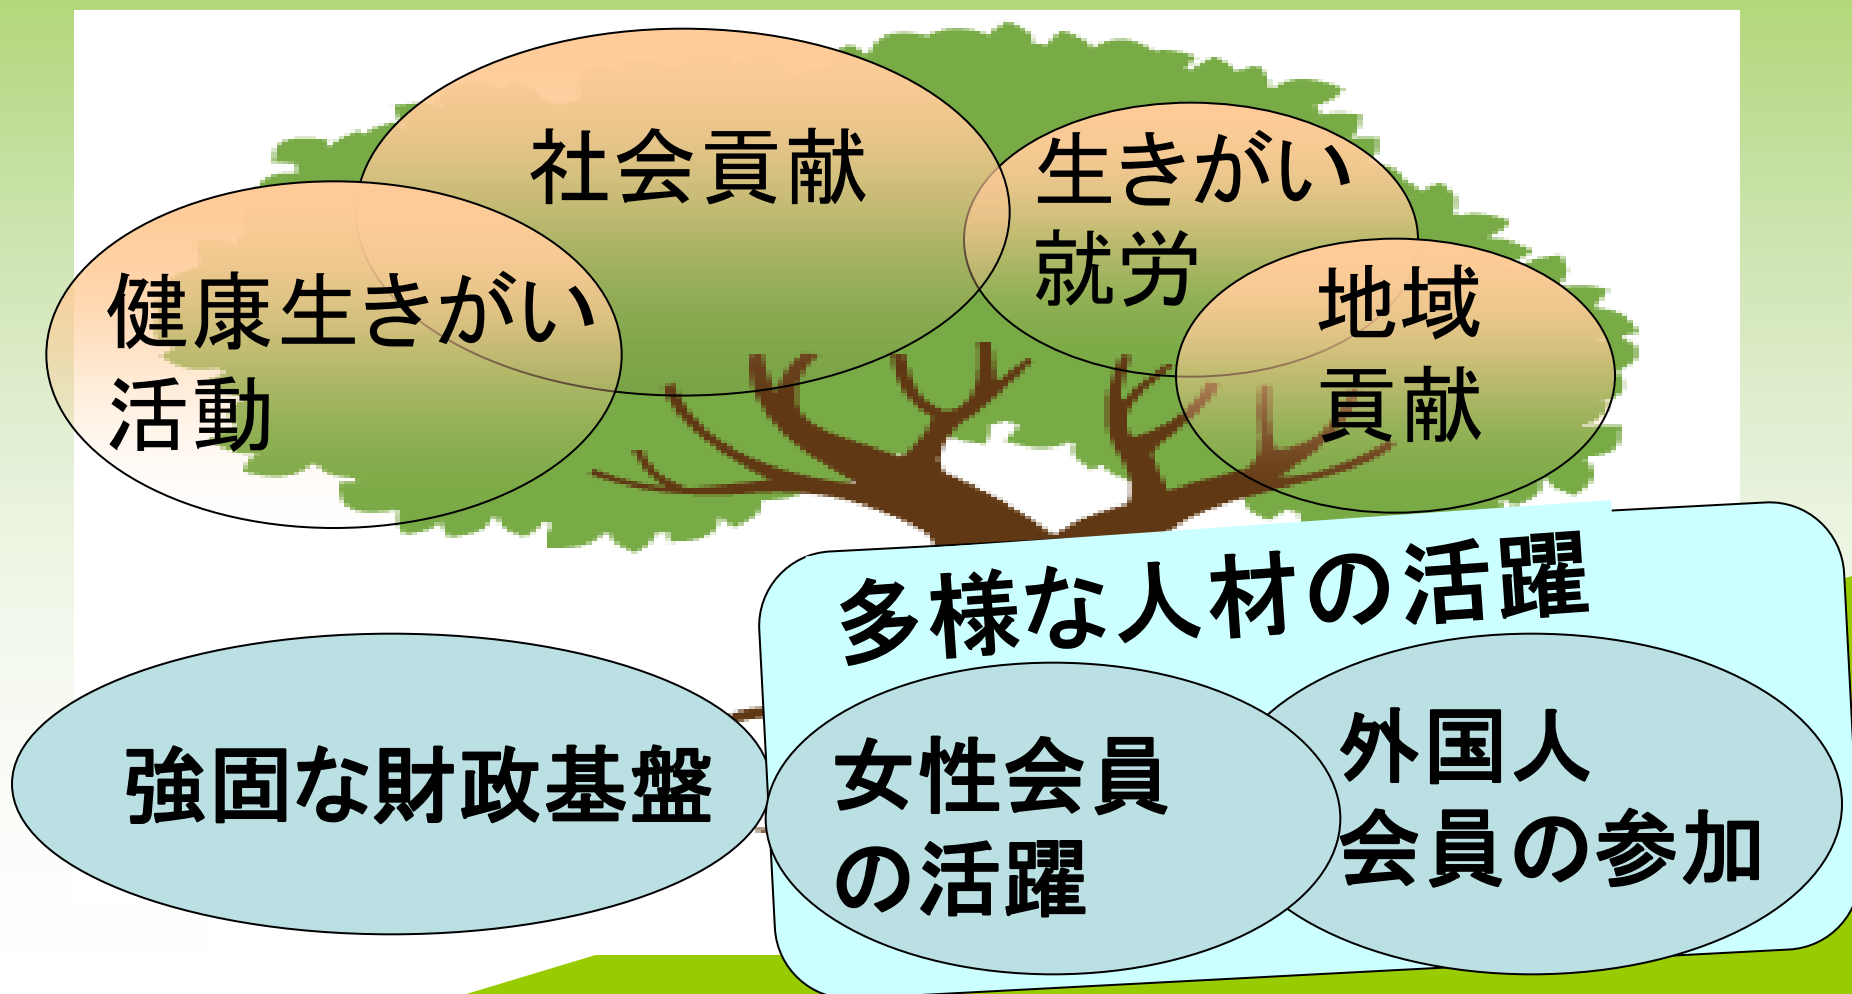 社会貢献
生きがい
就労
健康生きがい
活動
地域
貢献
多様な人材の活躍
強固な財政基盤
女性会員
の活躍
外国人
会員の参加